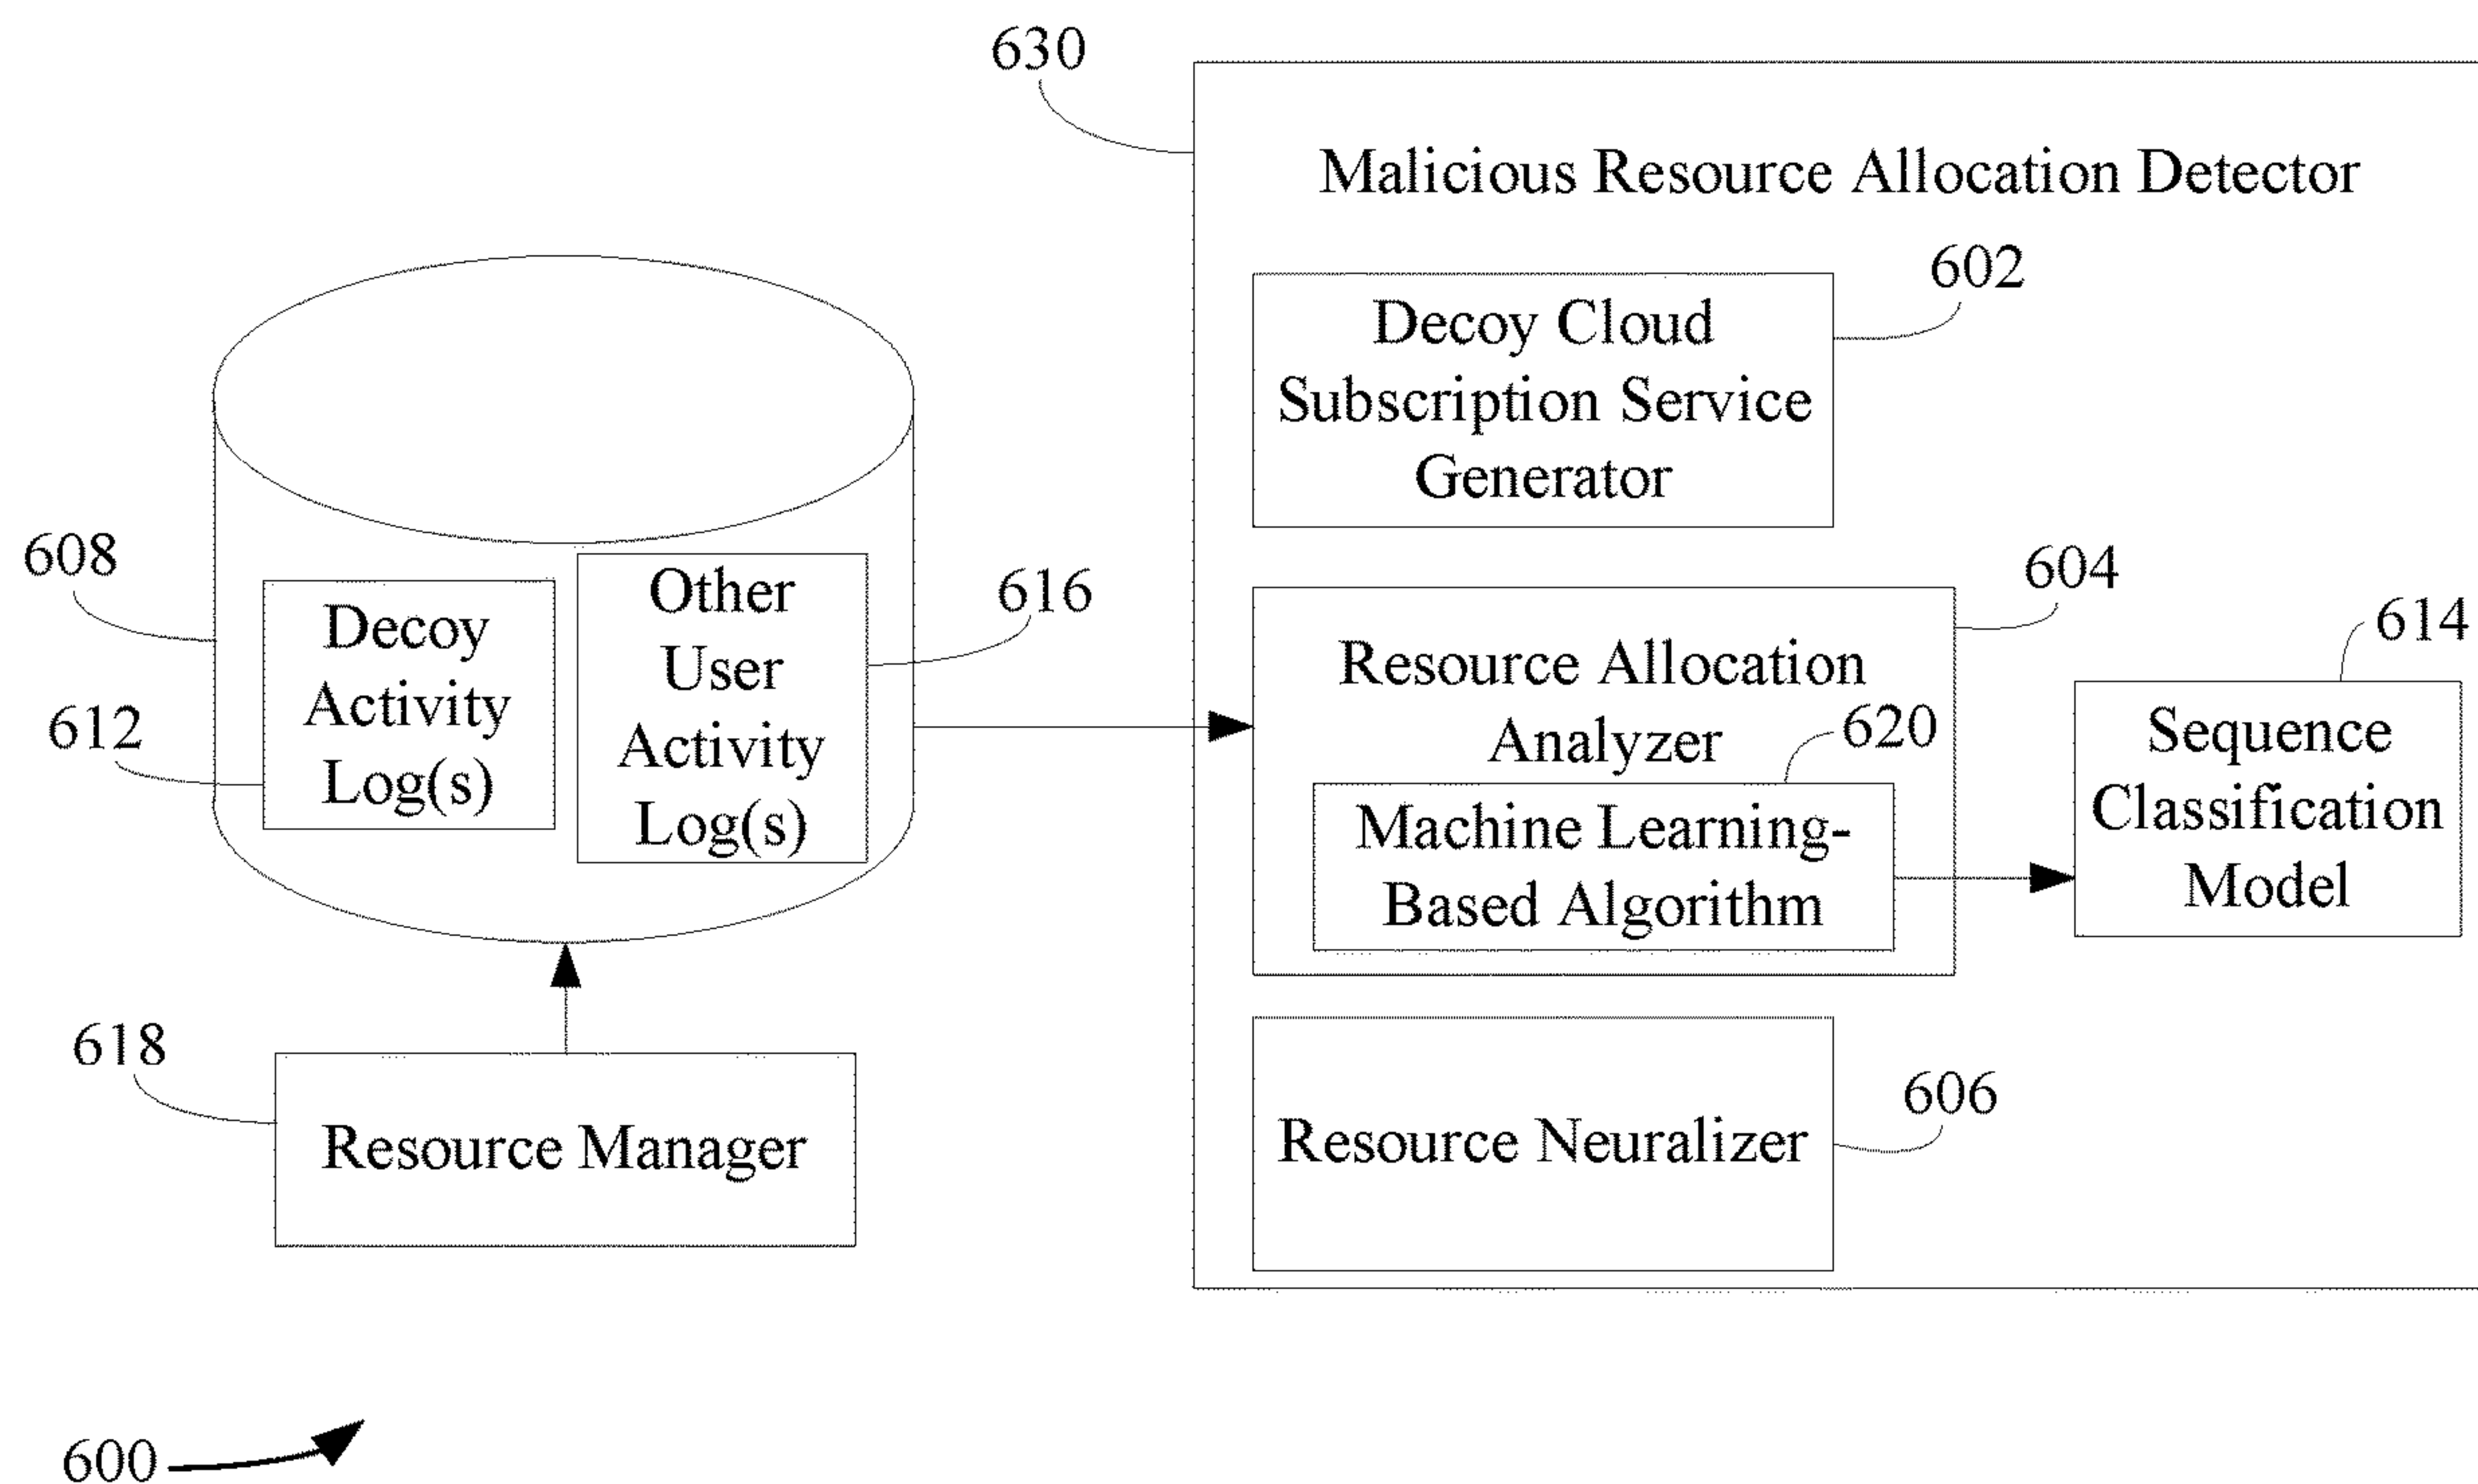 630
Malicious Resource Allocation Detector
602
Decoy Cloud
Subscription Service
Generator
608
Decoy
Activity
Log(s)
612
Other
User
Activity
Log(s)
616
604
Resource Allocation
Analyzer
620
Machine Learning-
Based Algorithm
614
Sequence
Classification
Model
618
Resource Manager
606
Resource Neuralizer
600